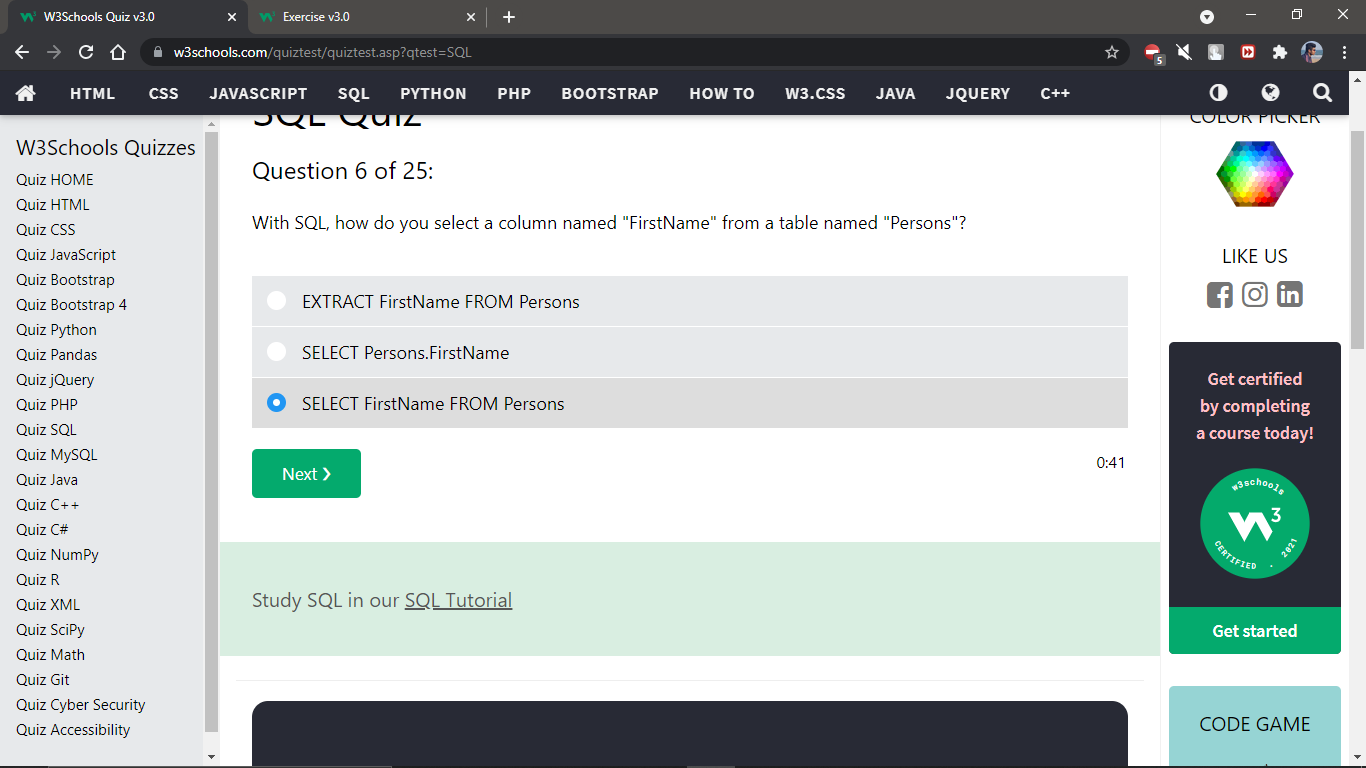 W3Schools Quiz v3.0
Exercise v3.0
w3schools.com/quiztest/quiztest.asp?qtest=SQL
5
HTML CSS JAVASCRIPT SQL PYTHON PHP BOOTSTRAP HOW TO W3.CSS JAVA JQUERY C++
W3Schools Quizzes
Quiz HOME
Quiz HTML
Quiz CSS
Quiz JavaScript
Quiz Bootstrap
Quiz Bootstrap 4
Quiz Python
Quiz Pandas
Quiz jQuery
Quiz PHP
Quiz SQL
Quiz MySQL
Quiz Java
Quiz C++
Quiz C#
Quiz NumPy
Quiz R
Quiz XML
Quiz SciPy
Quiz Math
Quiz Git
Quiz Cyber Security
Quiz Accessibility
SQL Quiz
Question 6 of 25:
With SQL, how do you select a column named "FirstName" from a table named "Persons"?
EXTRACT FirstName FROM Persons
SELECT Persons.FirstName
SELECT FirstName FROM Persons
Next ❯
0:41
Study SQL in our SQL Tutorial
COLOR PICKER
LIKE US
Get certified
by completing
a course today!
w3schools
3
CERTIFIED . 2021
Get started
CODE GAME